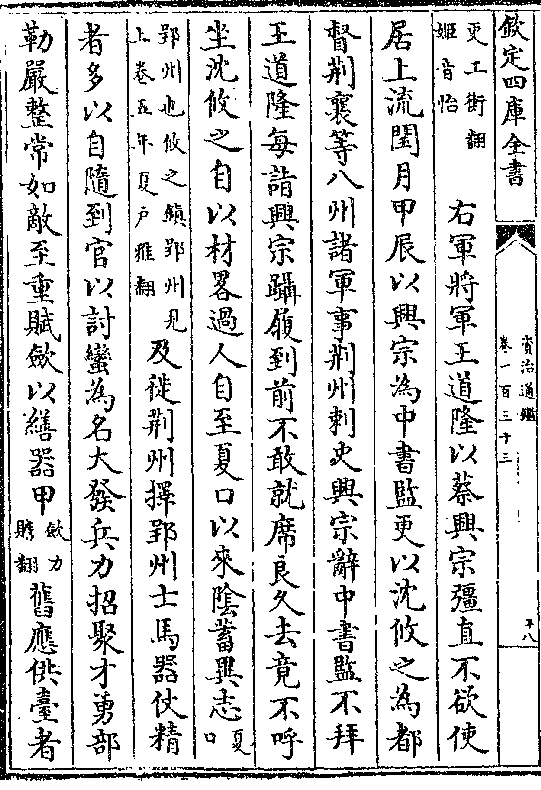 欽定四庫全書
資治通鑑
卷一百三十三
更工衡翻
姬音怡
右軍將軍王道隆以蔡興宗彊直不欲使
居上流閏月甲辰以興宗為中書監更以沈攸之為都
督荆襄等八州諸軍事荆州刺史興宗辭中書監不拜
王道隆每詣興宗躡履到前不敢就席良久去竟不呼
坐沈攸之自以材畧過人自至夏口以來陰蓄異志
夏口
郢州也攸之鎮郢州見
上卷五年夏户雅翻
及徙荆州擇郢州士馬器仗精
者多以自隨到官以討蠻為名大發兵力招聚才勇部
勒嚴整常如敵至重賦斂以繕器甲
斂力
贍翻
舊應供臺者